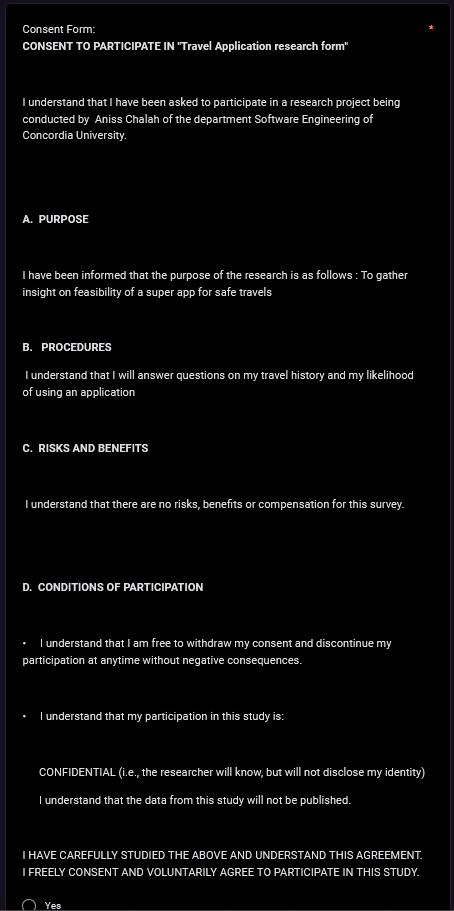 Consent Form: *
CONSENT TO PARTICIPATE IN "Travel Application research form"
I understand that I have been asked to participate in a research project being
conducted by  Aniss Chalah of the department Software Engineering of
Concordia University.
A.  PURPOSE
I have been informed that the purpose of the research is as follows : To gather
insight on feasibility of a super app for safe travels
B.   PROCEDURES
I understand that I will answer questions on my travel history and my likelihood
of using an application
C.  RISKS AND BENEFITS
I understand that there are no risks, benefits or compensation for this survey.
D.  CONDITIONS OF PARTICIPATION
•    I understand that I am free to withdraw my consent and discontinue my
participation at anytime without negative consequences.
•    I understand that my participation in this study is:
CONFIDENTIAL (i.e., the researcher will know, but will not disclose my identity)
I understand that the data from this study will not be published.
I HAVE CAREFULLY STUDIED THE ABOVE AND UNDERSTAND THIS AGREEMENT.
I FREELY CONSENT AND VOLUNTARILY AGREE TO PARTICIPATE IN THIS STUDY.
Yes